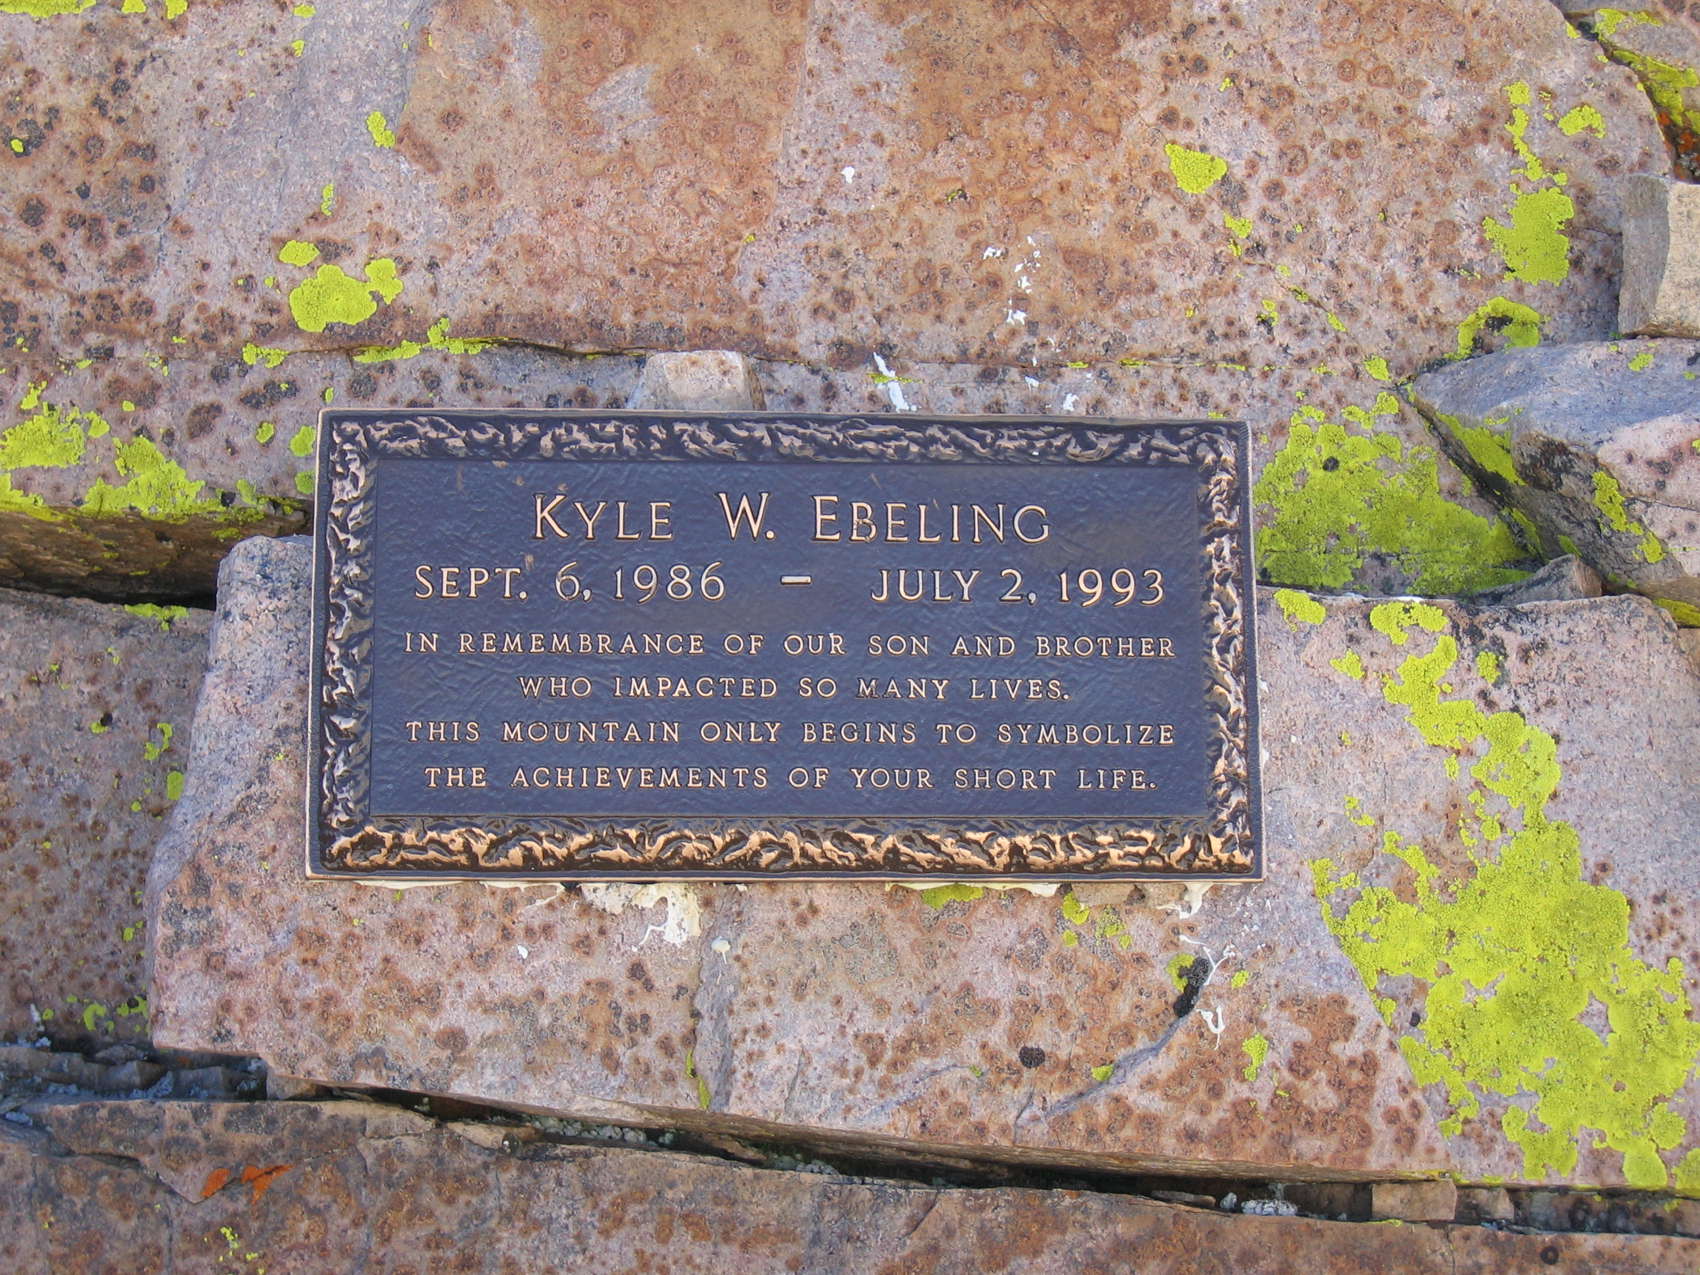 KYLE W. EBELING
SEPT. 6, 1986 – JULY 2, 1993
IN REMEMBRANCE OF OUR SON AND BROTHER
WHO IMPACTED SO MANY LIVES.
THIS MOUNTAIN ONLY BEGINS TO SYMBOLIZE
THE ACHIEVEMENTS OF YOUR SHORT LIFE.